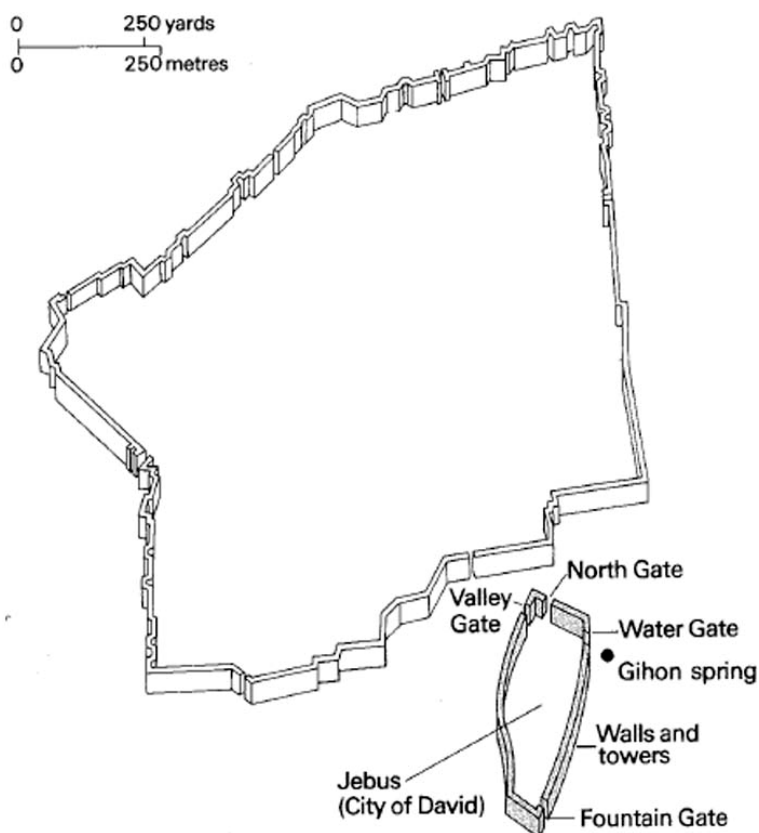 0 250 yards
0 250 metres
North Gate
Valley
Gate
Water Gate
Gihon spring
Walls and
towers
Jebus
(City of David)
Fountain Gate